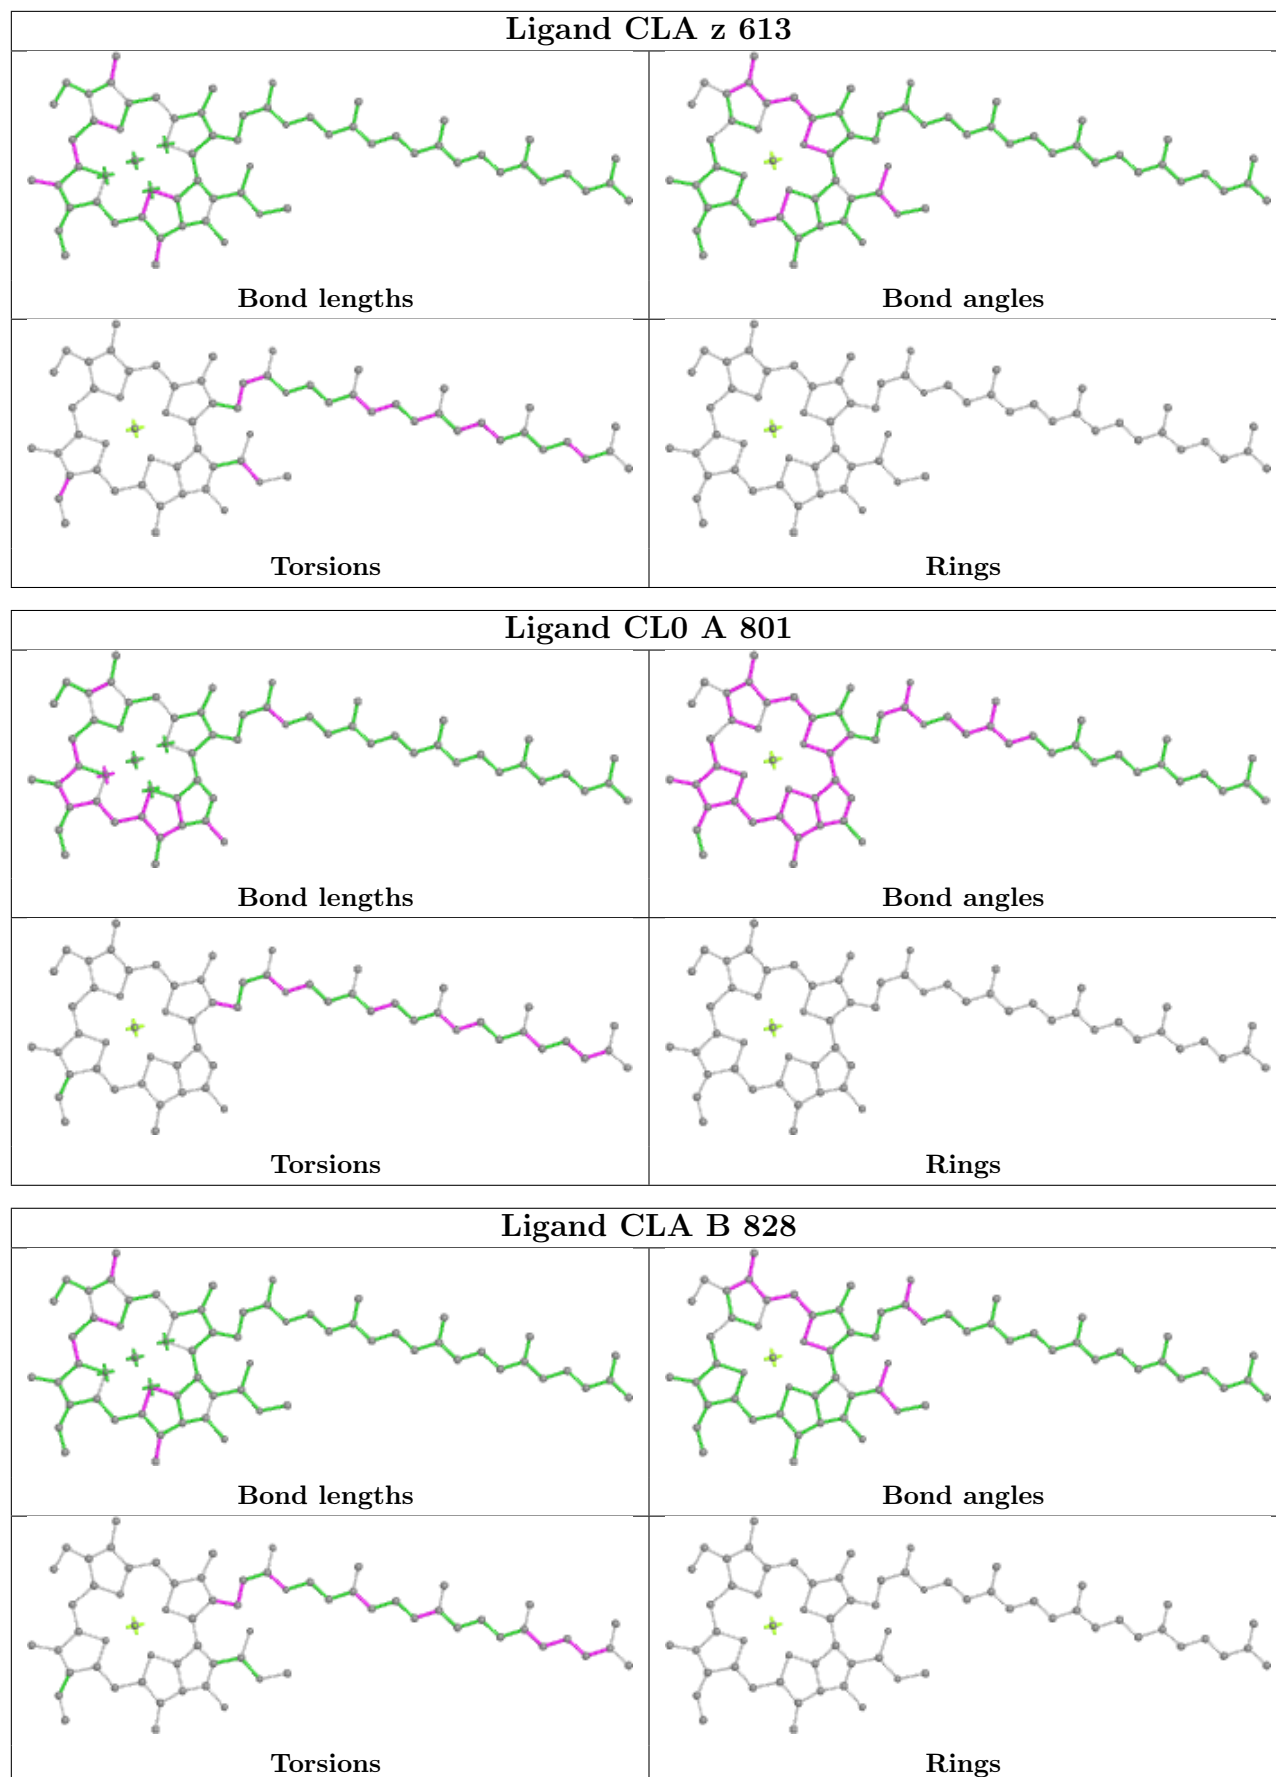 Ligand CLA z 613
Bond lengths
Bond angles
Torsions
Rings
Ligand CL0 A 801
Bond lengths
Bond angles
Torsions
Rings
Ligand CLA B 828
Bond lengths
Bond angles
Torsions
Rings